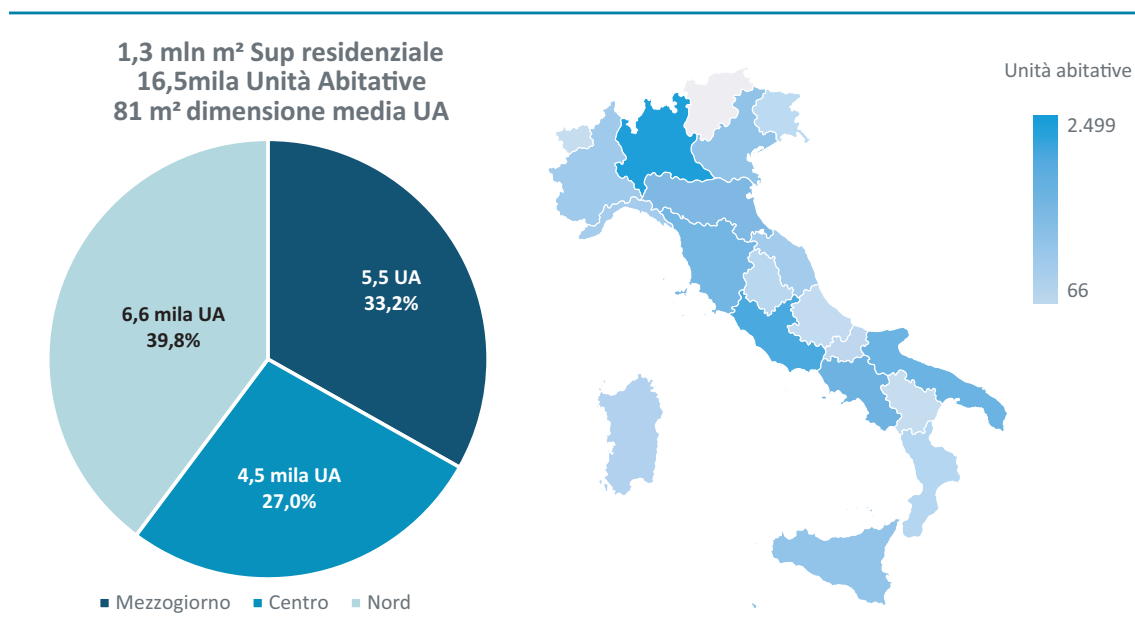 1,3 mln m² Sup residenziale
16,5mila Unità Abitative
81 m² dimensione media UA
5,5 UA
33,2%
6,6 mila UA
39,8%
4,5 mila UA
27,0%
Mezzogiorno Centro Nord
Unità abitative
2.499
66